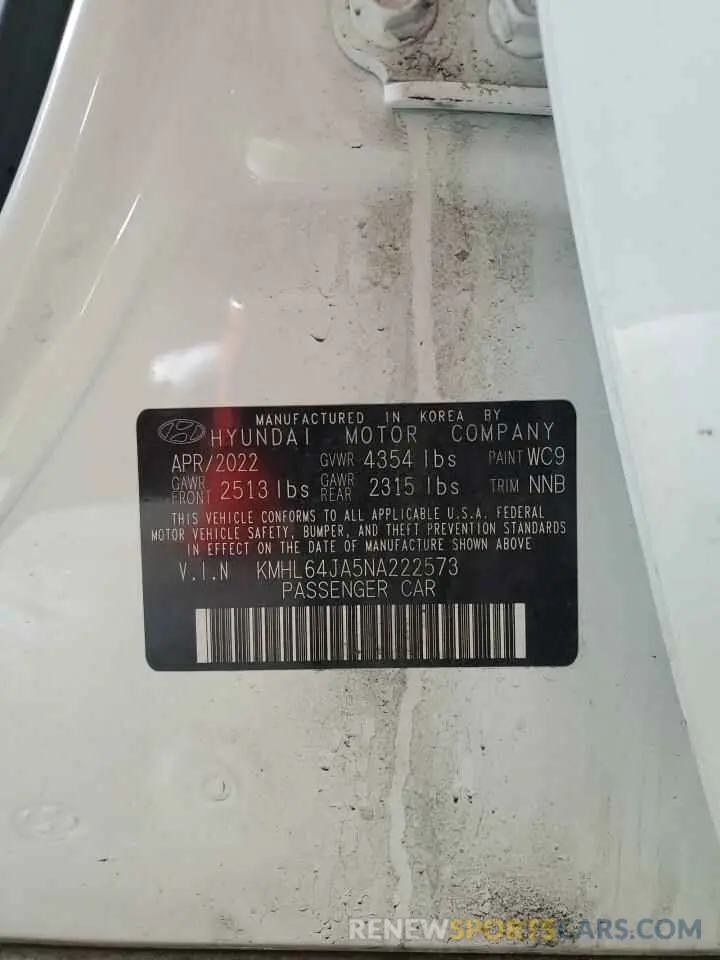 MANUFACTURED IN KOREA BY
HYUNDAI MOTOR COMPANY
APR/2022 GVWR 4354 lbs PAINT WC9
GAWR FRONT 2513 lbs GAWR REAR 2315 lbs TRIM NNB
THIS VEHICLE CONFORMS TO ALL APPLICABLE U.S.A. FEDERAL
MOTOR VEHICLE SAFETY, BUMPER, AND THEFT PREVENTION STANDARDS
IN EFFECT ON THE DATE OF MANUFACTURE SHOWN ABOVE
V.I.N KMHL64JA5NA222573
PASSENGER CAR
RENEWSPORTSCARS.COM